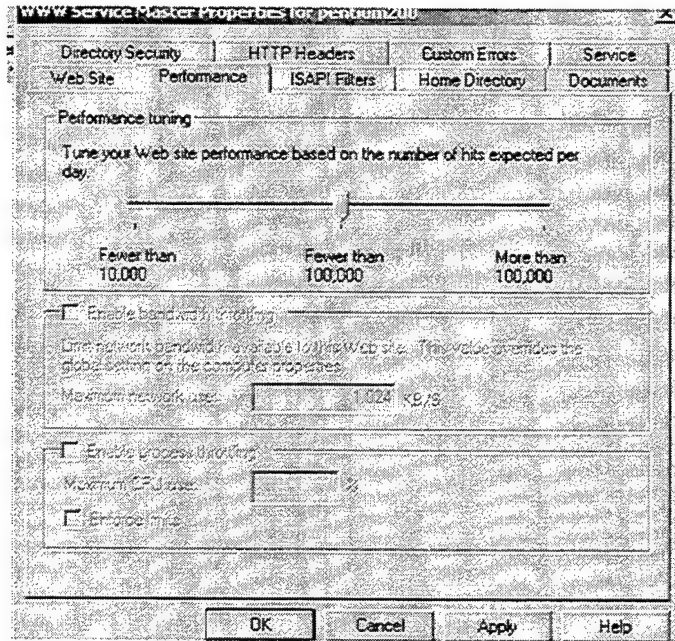 WWW Service Master Properties for pentium200
Directory Security HTTP Headers Custom Errors Service
Web Site Performance ISAPI Filters Home Directory Documents
Performance tuning
Tune your Web site performance based on the number of hits expected per
day.
Fewer than Fewer than More than
10,000 100,000 100,000
Enable bandwidth throttling
Limit network bandwidth available to this Web site. This value overrides the
global setting on the computer properties.
Maximum network use: 1,024 KB/S
Enable process throttling
Maximum CPU use: %
Enforce limits
OK Cancel Apply Help